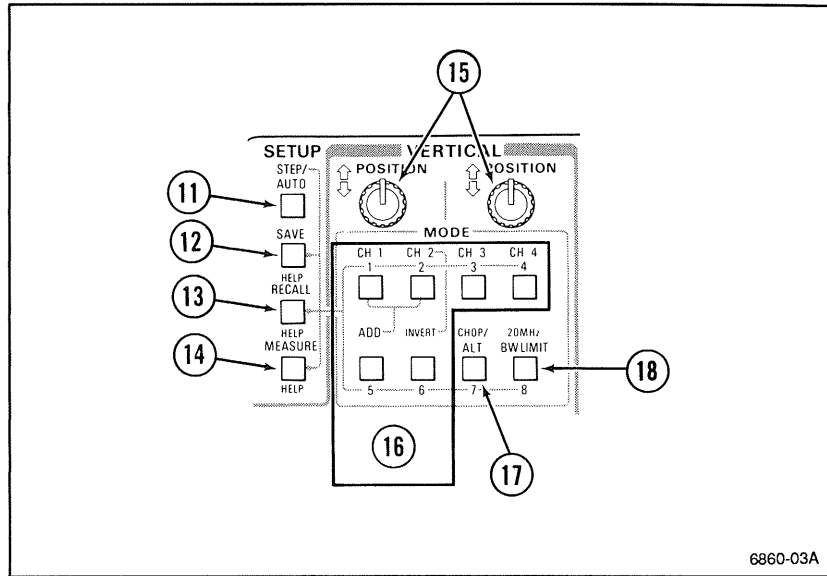 15
SETUP VERTICAL
STEP/
AUTO
POSITION POSITION
11
MODE
12
SAVE
CH 1 CH 2 CH 3 CH 4
1 2 3 4
HELP
RECALL
13
ADD INVERT CHOP/
ALT 20MHz
BW LIMIT
HELP
MEASURE
14
HELP
5 6 7 8
18
16
17
6860-03A